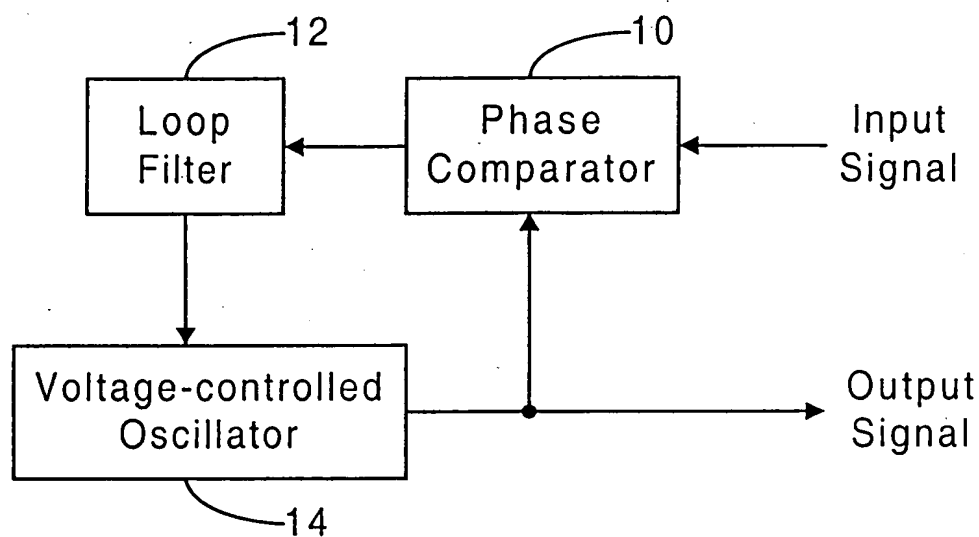 12
10
Loop
Filter
Phase
Comparator
Input
Signal
Voltage-controlled
Oscillator
Output
Signal
14